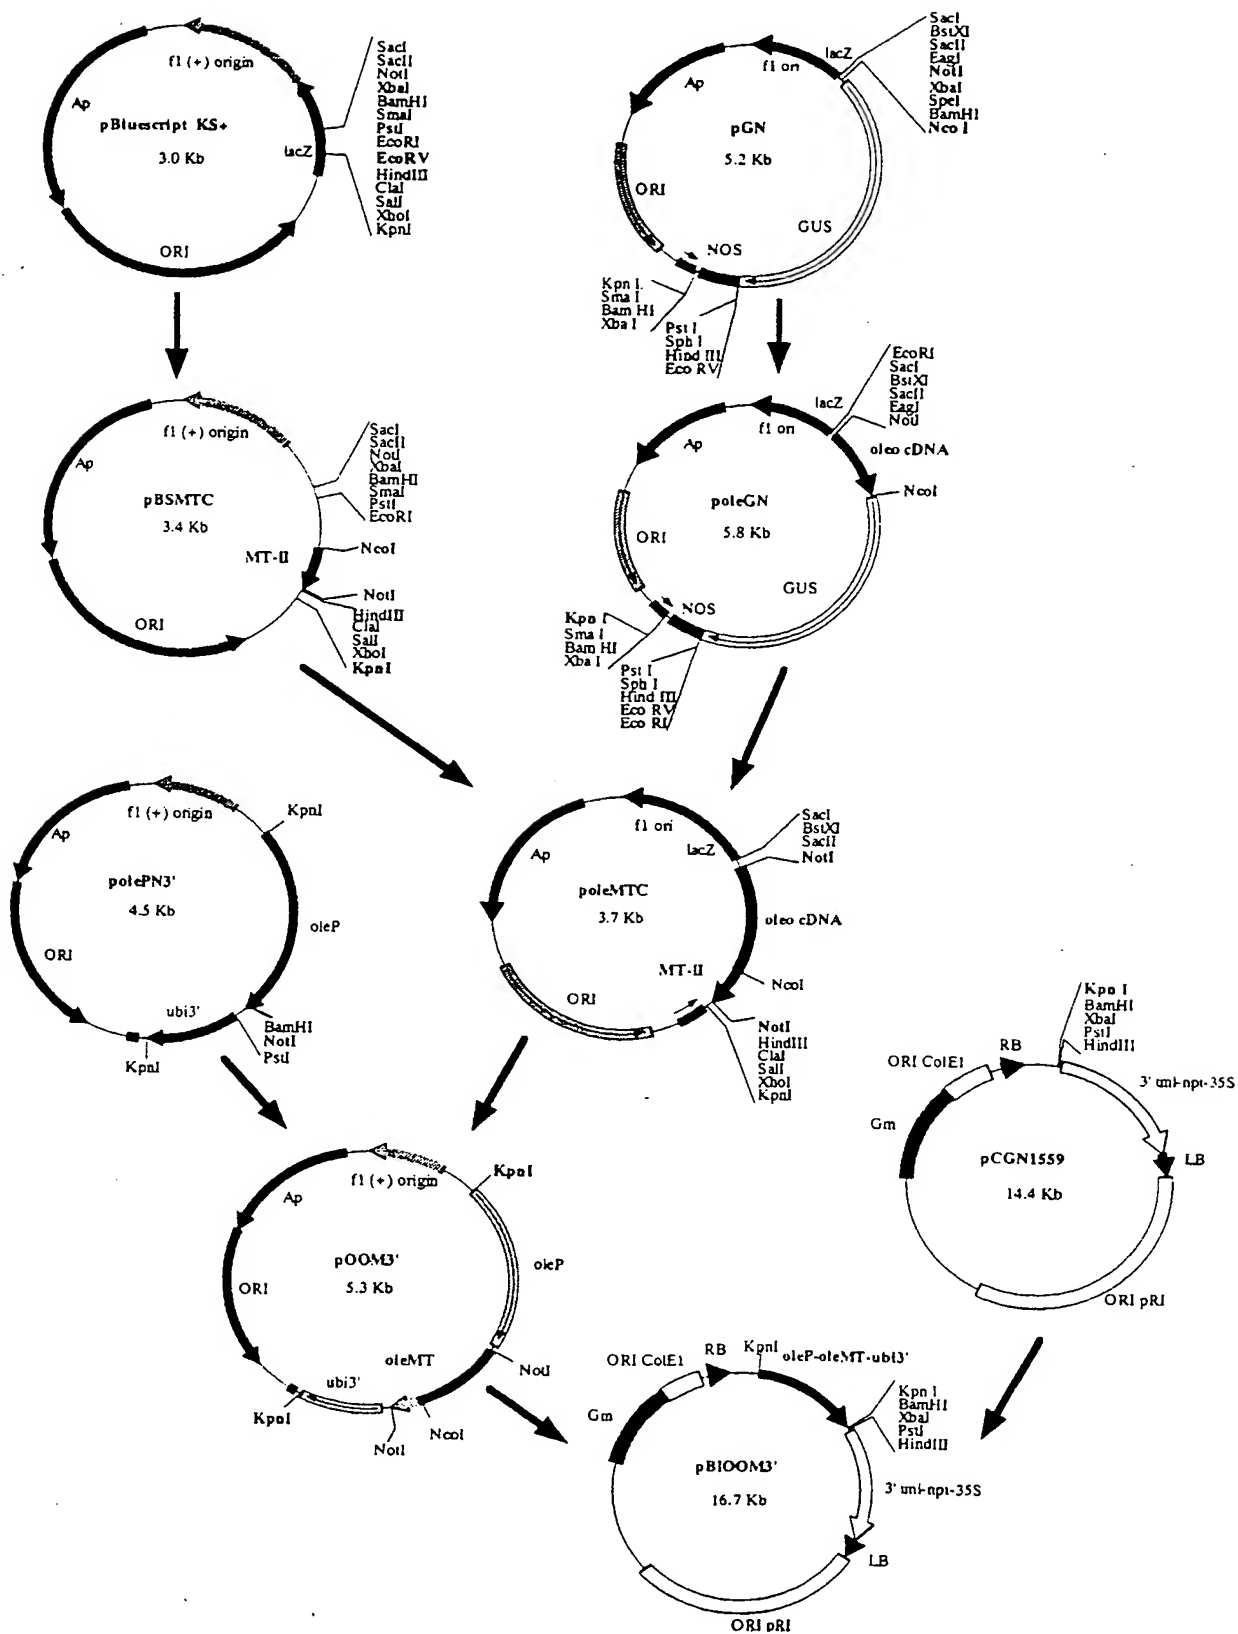 f1 (+) origin
Ap
pBluescript KS+
3.0 Kb
lacZ
ORI
SacI
SacII
NotI
XbaI
BamHI
SmaI
PstI
EcoRI
EcoRV
HindIII
ClaI
SalI
XhoI
KpnI
f1 ori
lacZ
Ap
pGN
5.2 Kb
ORI
NOS
GUS
SacI
BstXI
SacII
EagI
NotI
XbaI
SpeI
BamHI
Nco I
Kpn I.
Sma I
Bam HI
Xba I
Pst I
Sph I
Hind III
Eco RV
f1 (+) origin
Ap
pBSMTC
3.4 Kb
MT-II
ORI
SacI
SacII
NotI
XbaI
BamHI
SmaI
PstI
EcoRI
NcoI
NotI
HindIII
ClaI
SalI
XhoI
KpnI
lacZ
f1 ori
Ap
poleGN
5.8 Kb
ORI
NOS
GUS
EcoRI
SacI
BstXI
SacII
EagI
NotI
oleo cDNA
NcoI
Kpn I
Sma I
Bam HI
Xba I
Pst I
Sph I
Hind III
Eco RV
Eco RI
f1 (+) origin
KpnI
Ap
polePN3'
4.5 Kb
oleP
ORI
ubi3'
BamHI
NotI
PstI
KpnI
f1 ori
lacZ
Ap
poleMTC
3.7 Kb
oleo cDNA
MT-II
ORI
SacI
BstXI
SacII
NotI
NcoI
NotI
HindIII
ClaI
SalI
XhoI
KpnI
Kpn I
BamHI
XbaI
PstI
HindIII
RB
ORI ColE1
3' tml-npt-35S
Gm
pCGN1559
14.4 Kb
LB
ORI pRI
f1 (+) origin
KpnI
Ap
pOOM3'
5.3 Kb
oleP
ORI
oleMT
ubi3'
NotI
KpnI
NotI
NcoI
ORI ColE1
RB
KpnI
oleP-oleMT-ubi3'
Gm
Kpn I
BamHI
XbaI
PstI
HindIII
pBIOOM3'
16.7 Kb
3' tml-npt-35S
LB
ORI pRI